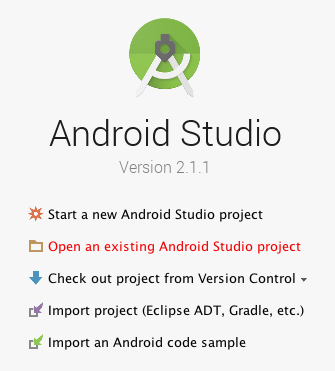 Android Studio
Version 2.1.1
Start a new Android Studio project
Open an existing Android Studio project
Check out project from Version Control
Import project (Eclipse ADT, Gradle, etc.)
Import an Android code sample